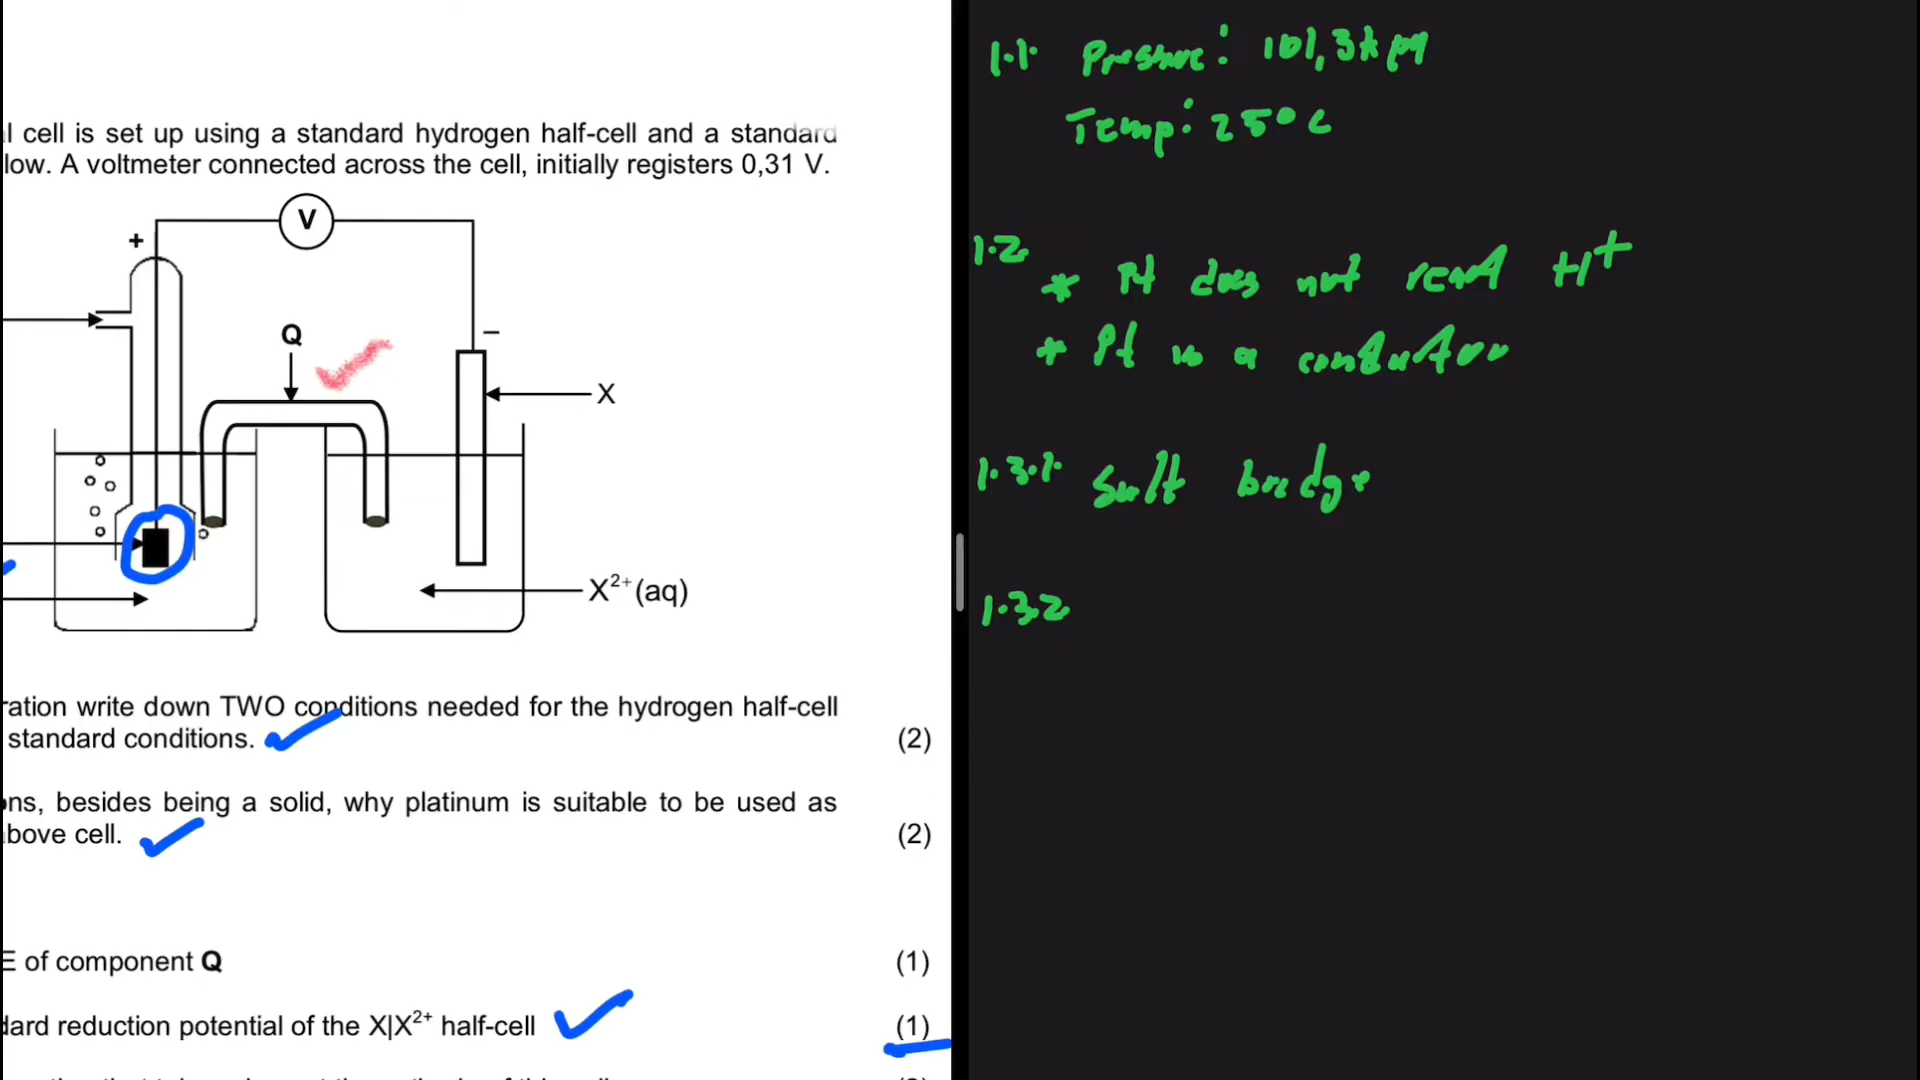 l cell is set up using a standard hydrogen half-cell and a standard
low. A voltmeter connected across the cell, initially registers 0,31 V.
V
+
Q
−
X
X²⁺(aq)
ration write down TWO conditions needed for the hydrogen half-cell
standard conditions.
(2)
ons, besides being a solid, why platinum is suitable to be used as
bove cell.
(2)
E of component Q
(1)
dard reduction potential of the X|X²⁺ half-cell
(1)
1.1. Pressure: 101,3kpa
Temp: 25°C
1.2
* Pt does not react H⁺
* Pt is a conductor
1.3.1. Salt bridge
1.3.2